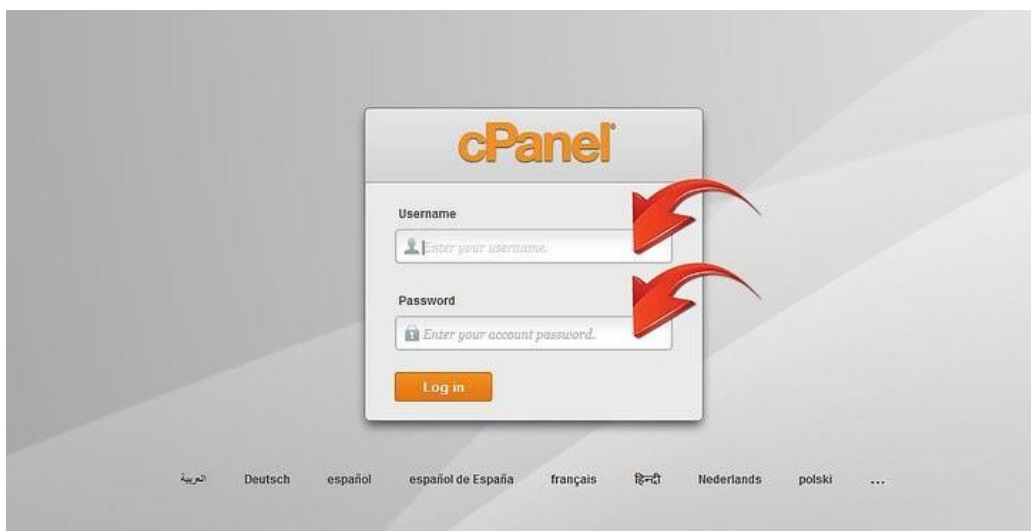 cPanel®
Username
Enter your username.
Password
Enter your account password.
Log in
العربية Deutsch español español de España français हिन्दी Nederlands polski ...